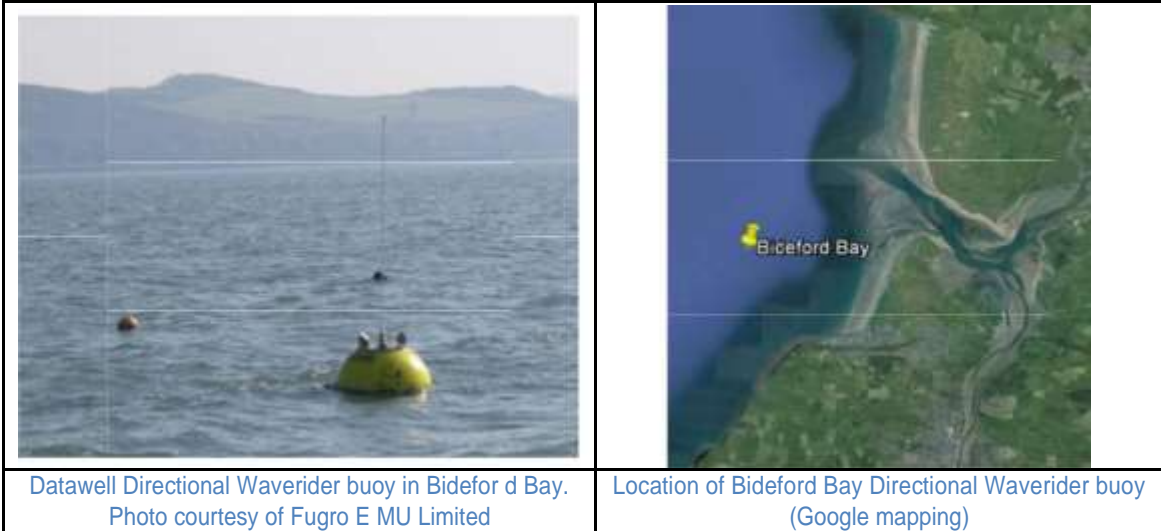 Bideford Bay
Datawell Directional Waverider buoy in Bidefor d Bay.
Photo courtesy of Fugro E MU Limited
Location of Bideford Bay Directional Waverider buoy
(Google mapping)